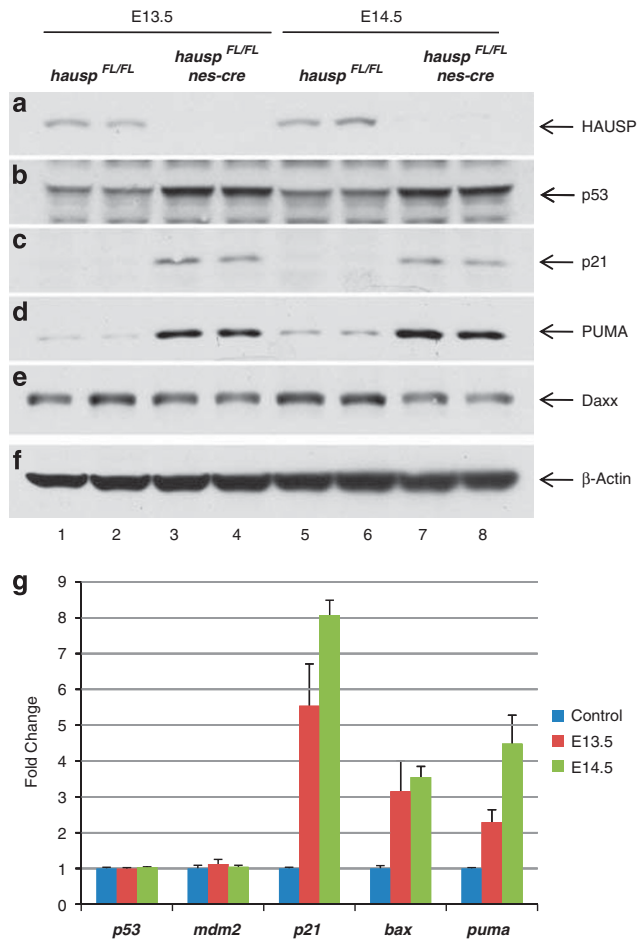 E13.5 E14.5
hausp FL/FL hausp FL/FL nes-cre hausp FL/FL hausp FL/FL nes-cre
a HAUSP
b p53
c p21
d PUMA
e Daxx
f β-Actin
1 2 3 4 5 6 7 8
g
9
8
7
6
5
4
3
2
1
0
Fold Change
Control
E13.5
E14.5
p53 mdm2 p21 bax puma